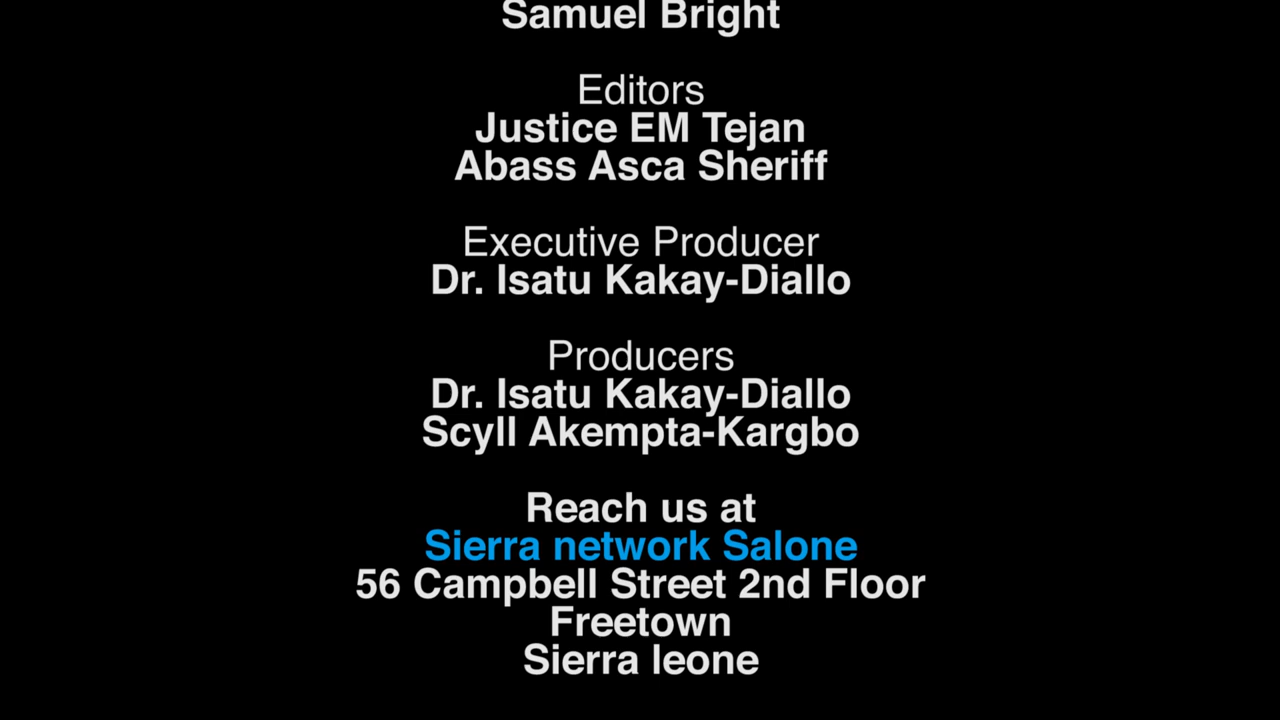 Samuel Bright
Editors
Justice EM Tejan
Abass Asca Sheriff
Executive Producer
Dr. Isatu Kakay-Diallo
Producers
Dr. Isatu Kakay-Diallo
Scyll Akempta-Kargbo
Reach us at
Sierra network Salone
56 Campbell Street 2nd Floor
Freetown
Sierra leone